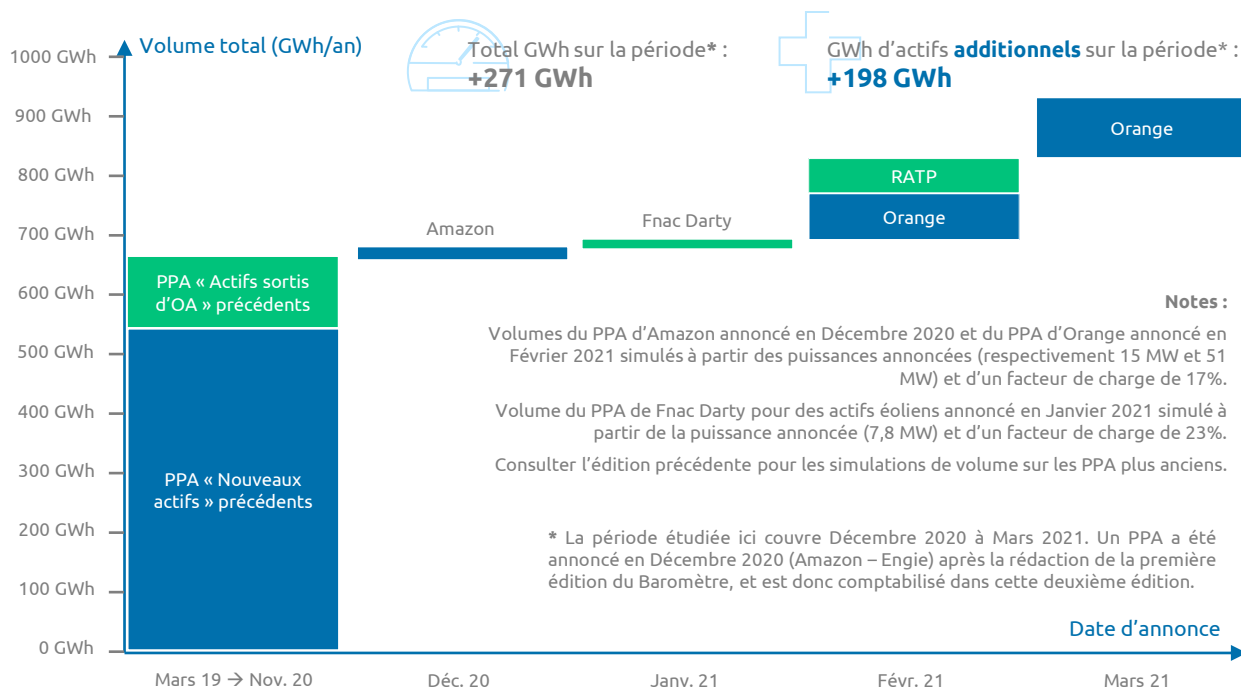 Volume total (GWh/an)
Total GWh sur la période* :
+271 GWh
GWh d'actifs additionnels sur la période* :
+198 GWh
1000 GWh
900 GWh
800 GWh
700 GWh
600 GWh
500 GWh
400 GWh
300 GWh
200 GWh
100 GWh
0 GWh
PPA « Actifs sortis
d'OA » précédents
PPA « Nouveaux
actifs » précédents
Amazon
Fnac Darty
RATP
Orange
Orange
Notes :
Volumes du PPA d'Amazon annoncé en Décembre 2020 et du PPA d'Orange annoncé en
Février 2021 simulés à partir des puissances annoncées (respectivement 15 MW et 51
MW) et d'un facteur de charge de 17%.
Volume du PPA de Fnac Darty pour des actifs éoliens annoncé en Janvier 2021 simulé à
partir de la puissance annoncée (7,8 MW) et d'un facteur de charge de 23%.
Consulter l'édition précédente pour les simulations de volume sur les PPA plus anciens.
* La période étudiée ici couvre Décembre 2020 à Mars 2021. Un PPA a été
annoncé en Décembre 2020 (Amazon – Engie) après la rédaction de la première
édition du Baromètre, et est donc comptabilisé dans cette deuxième édition.
Date d'annonce
Mars 19 → Nov. 20
Déc. 20
Janv. 21
Févr. 21
Mars 21